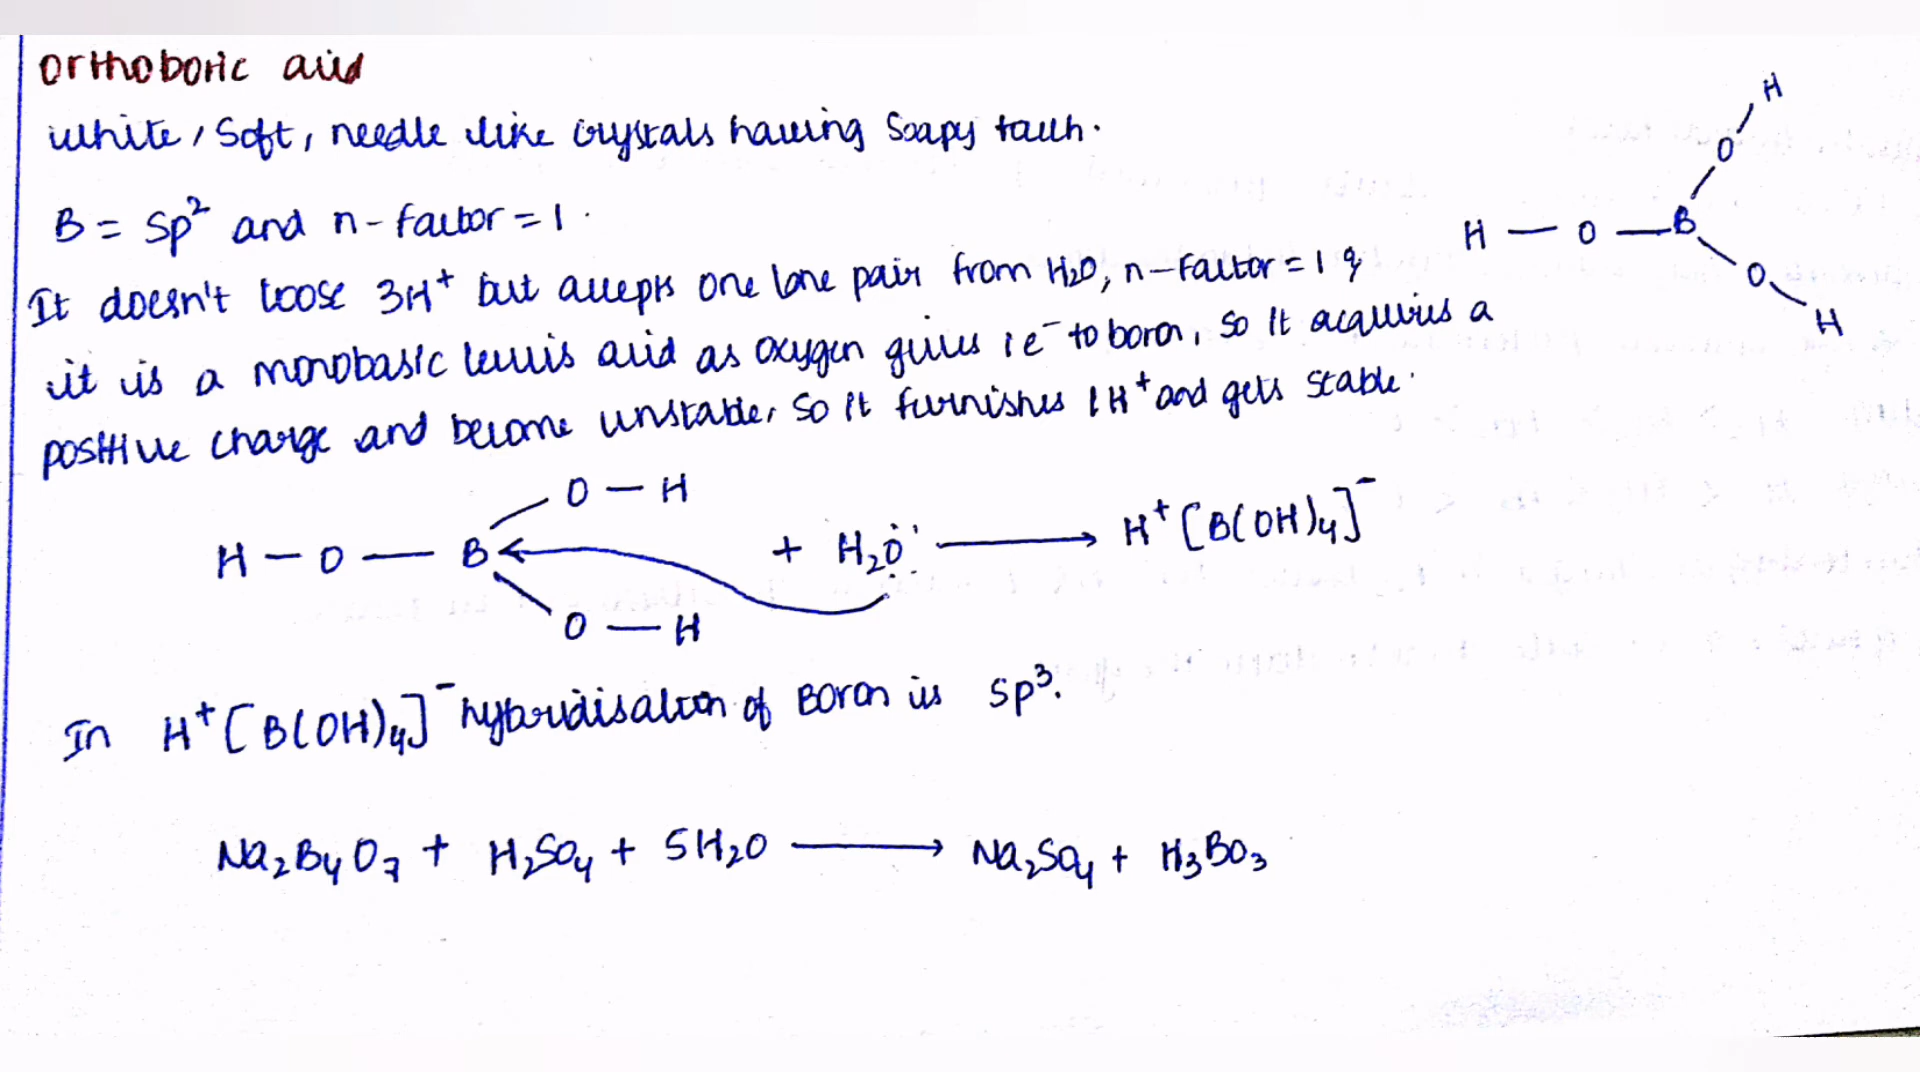 Orthoboric acid
white, soft, needle like crystals having soapy touch.
B = sp² and n-factor = 1.
It doesn't loose 3H⁺ but accepts one lone pair from H₂O, n-factor = 1 &
it is a monobasic lewis acid as oxygen gives 1e⁻ to boron, so it acquires a
positive charge and become unstable, so it furnishes 1H⁺ and gets stable.
H
O
H — O — B
O
H
O — H
H — O — B + H₂O → H⁺[B(OH)₄]⁻
O — H
In H⁺[B(OH)₄]⁻ hybridisation of Boron is sp³.
Na₂B₄O₇ + H₂SO₄ + 5H₂O → Na₂SO₄ + H₃BO₃